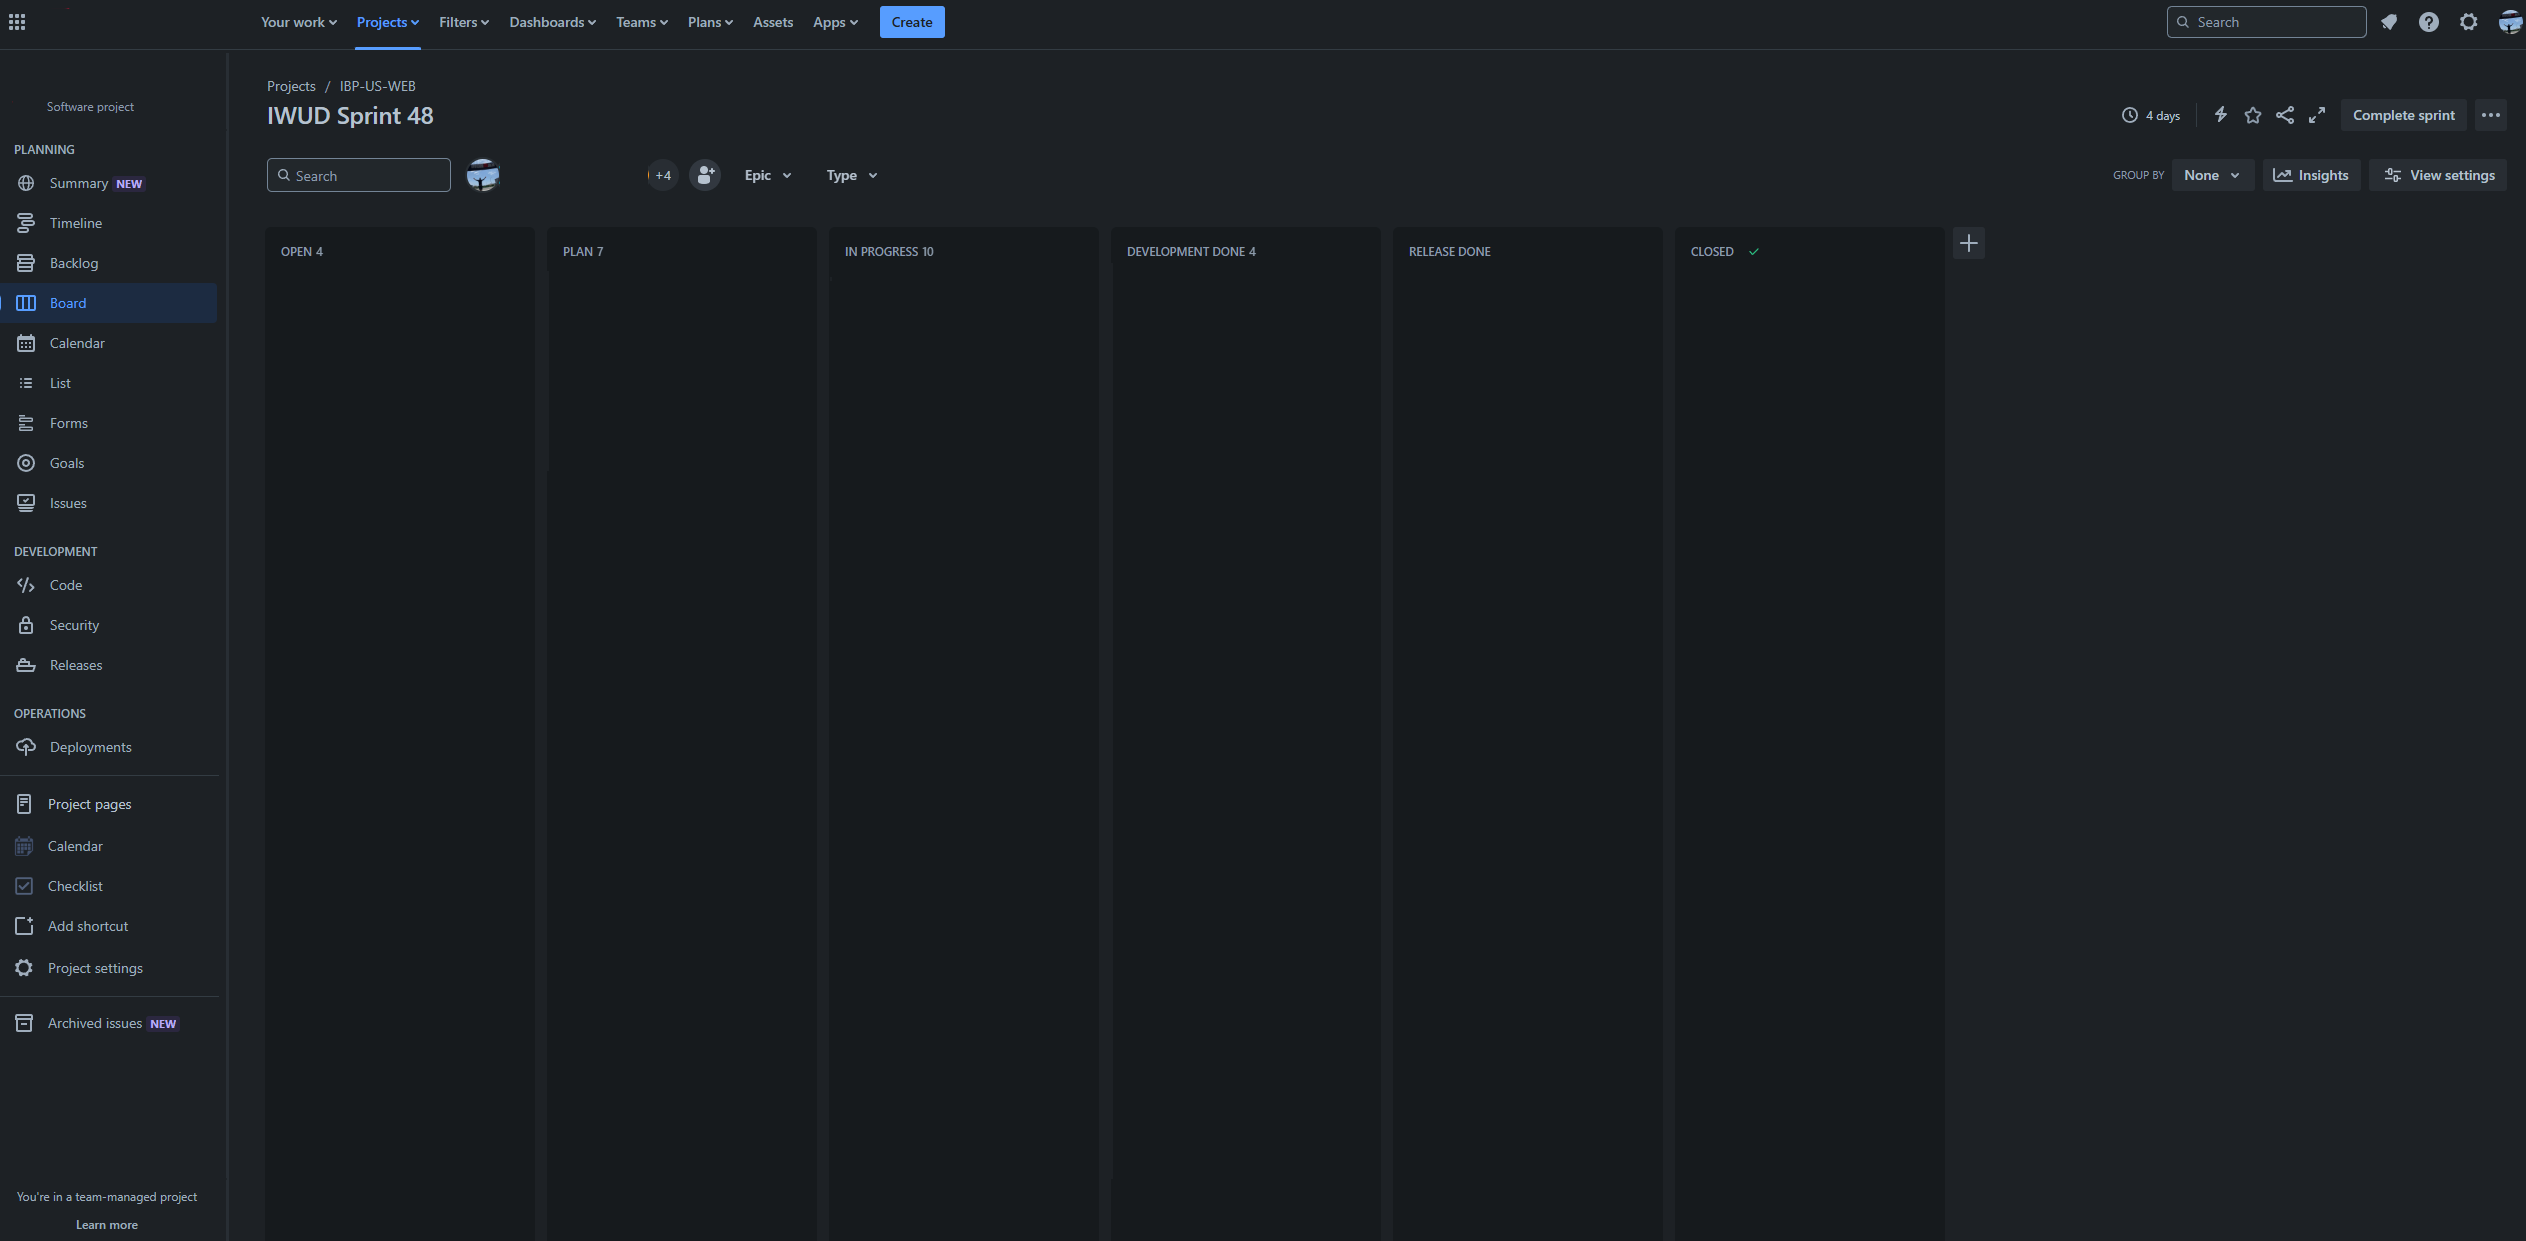 Your work
Projects
Filters
Dashboards
Teams
Plans
Assets
Apps
Create
Search
Software project
PLANNING
Summary NEW
Timeline
Backlog
Board
Calendar
List
Forms
Goals
Issues
DEVELOPMENT
Code
Security
Releases
OPERATIONS
Deployments
Project pages
Calendar
Checklist
Add shortcut
Project settings
Archived issues NEW
You're in a team-managed project
Learn more
Projects / IBP-US-WEB
IWUD Sprint 48
4 days
Complete sprint
Search
+4
Epic
Type
GROUP BY
None
Insights
View settings
OPEN 4
PLAN 7
IN PROGRESS 10
DEVELOPMENT DONE 4
RELEASE DONE
CLOSED